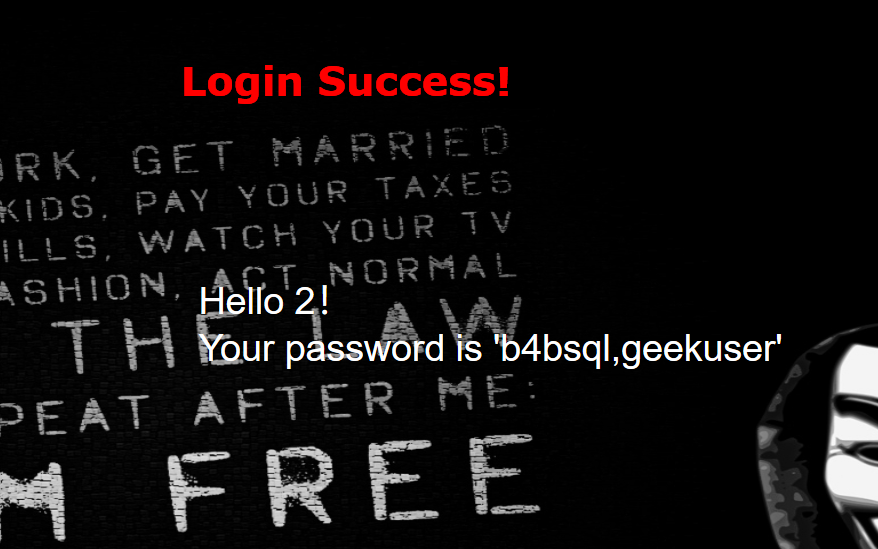 Login Success!
RK, GET MARRIED
KIDS, PAY YOUR TAXES
ILLS, WATCH YOUR TV
ASHION, ACT NORMAL
Hello 2！
THE LAW
Your password is 'b4bsql,geekuser'
PEAT AFTER ME:
M FREE